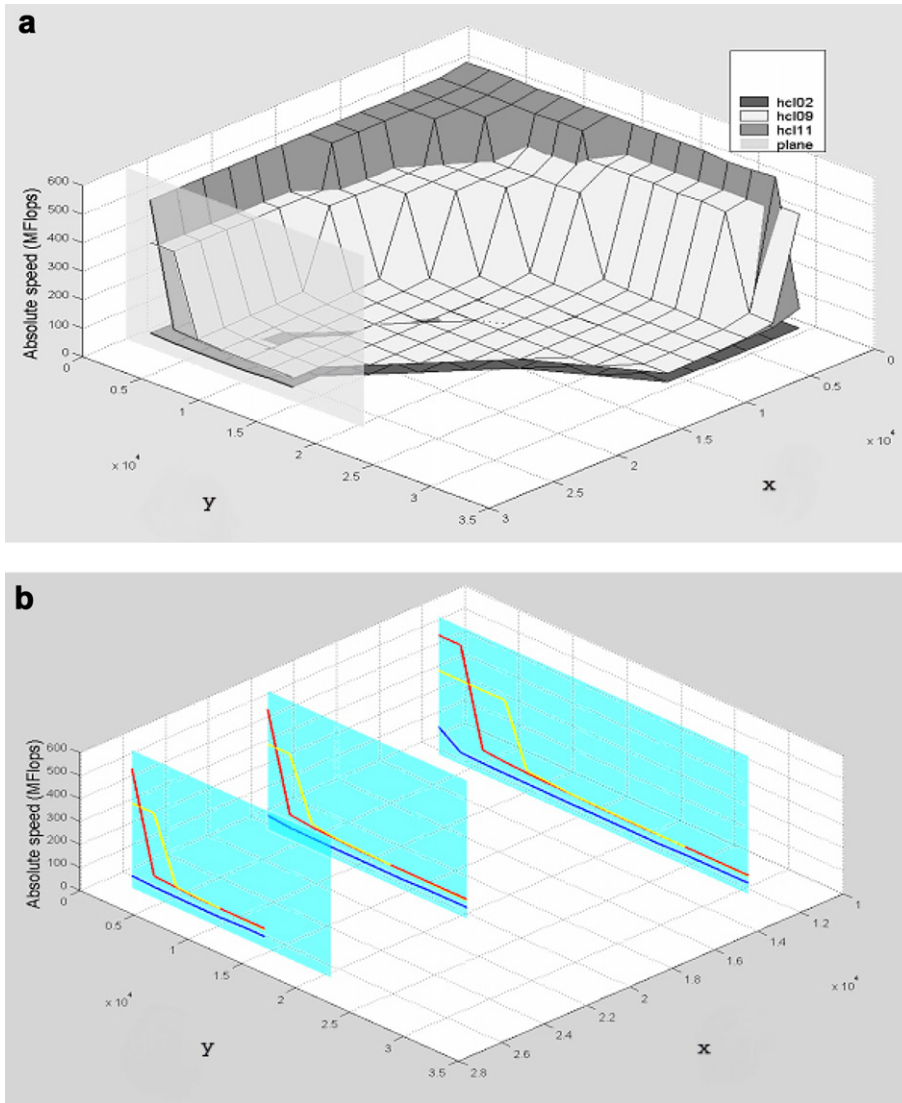 a
hcl02
hcl09
hcl11
plane
Absolute speed (MFlops)
600
500
400
300
200
100
0
0
0.5
1
1.5
2
2.5
3
3.5
x 10⁴
y
3
2.5
2
1.5
1
0.5
0
x 10⁴
x
b
Absolute speed (MFlops)
600
500
400
300
200
100
0
0
0.5
1
1.5
2
2.5
3
3.5
x 10⁴
y
2.8
2.6
2.4
2.2
2
1.8
1.6
1.4
1.2
1
x 10⁴
x